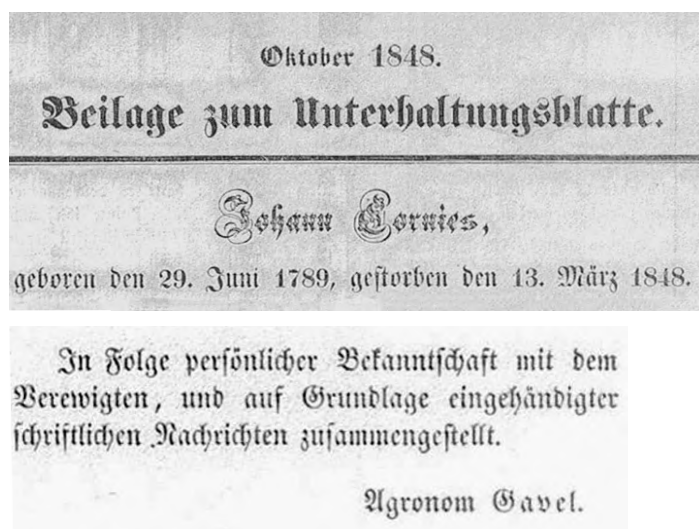 Oktober 1848.
Beilage zum Unterhaltungsblatte.
Johann Cornies,
geboren den 29. Juni 1789, gestorben den 13. März 1848.
In Folge persönlicher Bekanntschaft mit dem
Verewigten, und auf Grundlage eingehändigter
schriftlichen Nachrichten zusammengestellt.
Agronom Gavel.